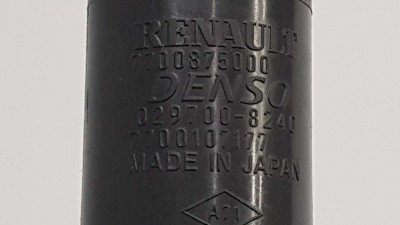 RENAULT
7700875000
DENSO
029700-8240
7700107177
MADE IN JAPAN
A71